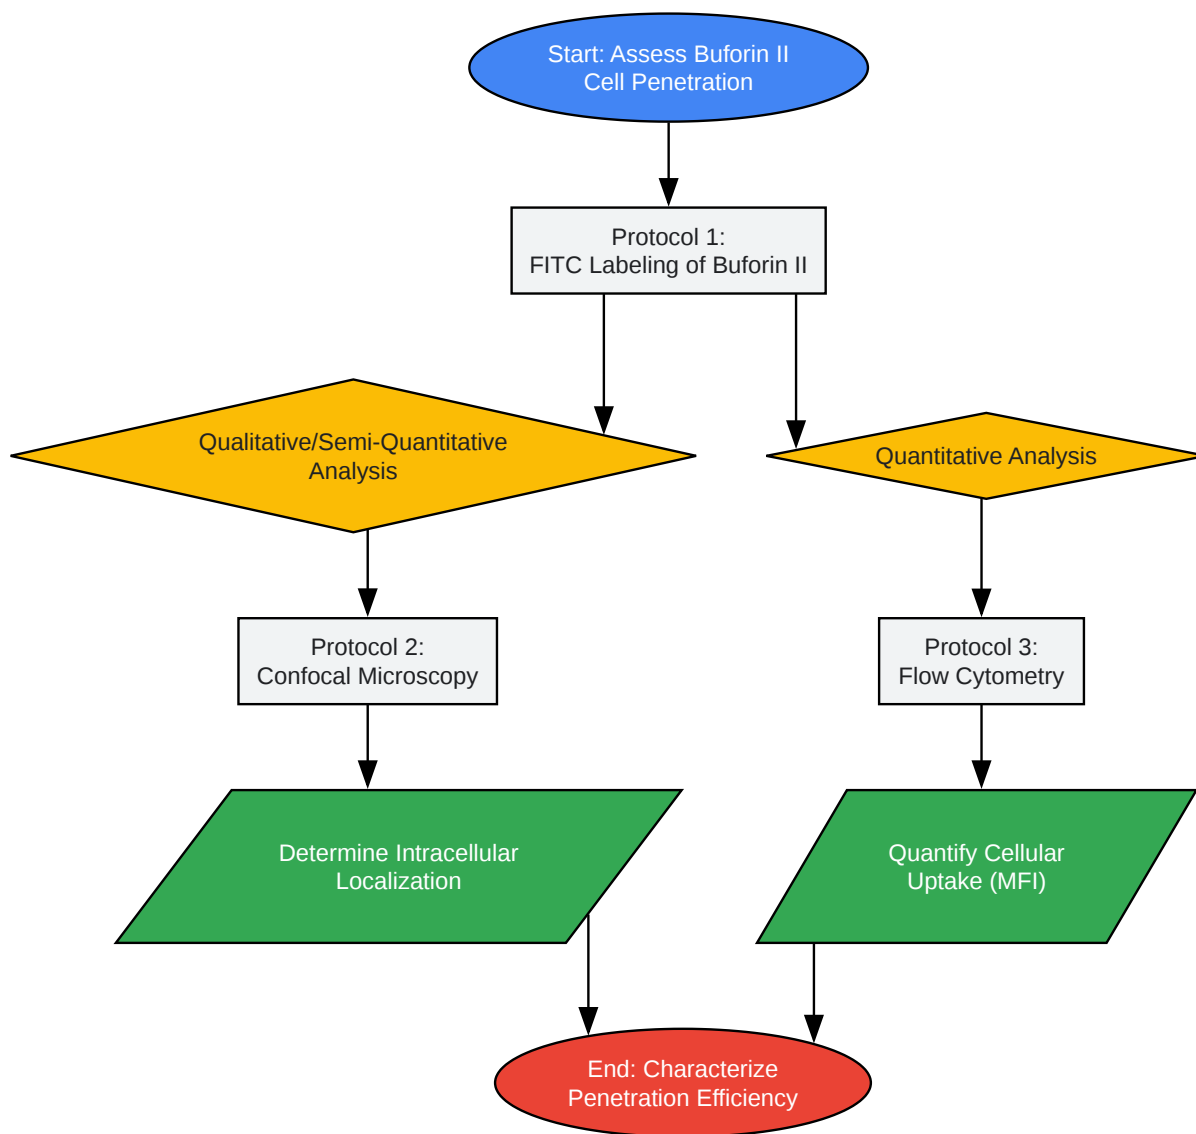 Start: Assess Buforin II
Cell Penetration
Protocol 1:
FITC Labeling of Buforin II
Qualitative/Semi-Quantitative
Analysis
Quantitative Analysis
Protocol 2:
Confocal Microscopy
Protocol 3:
Flow Cytometry
Determine Intracellular
Localization
Quantify Cellular
Uptake (MFI)
End: Characterize
Penetration Efficiency